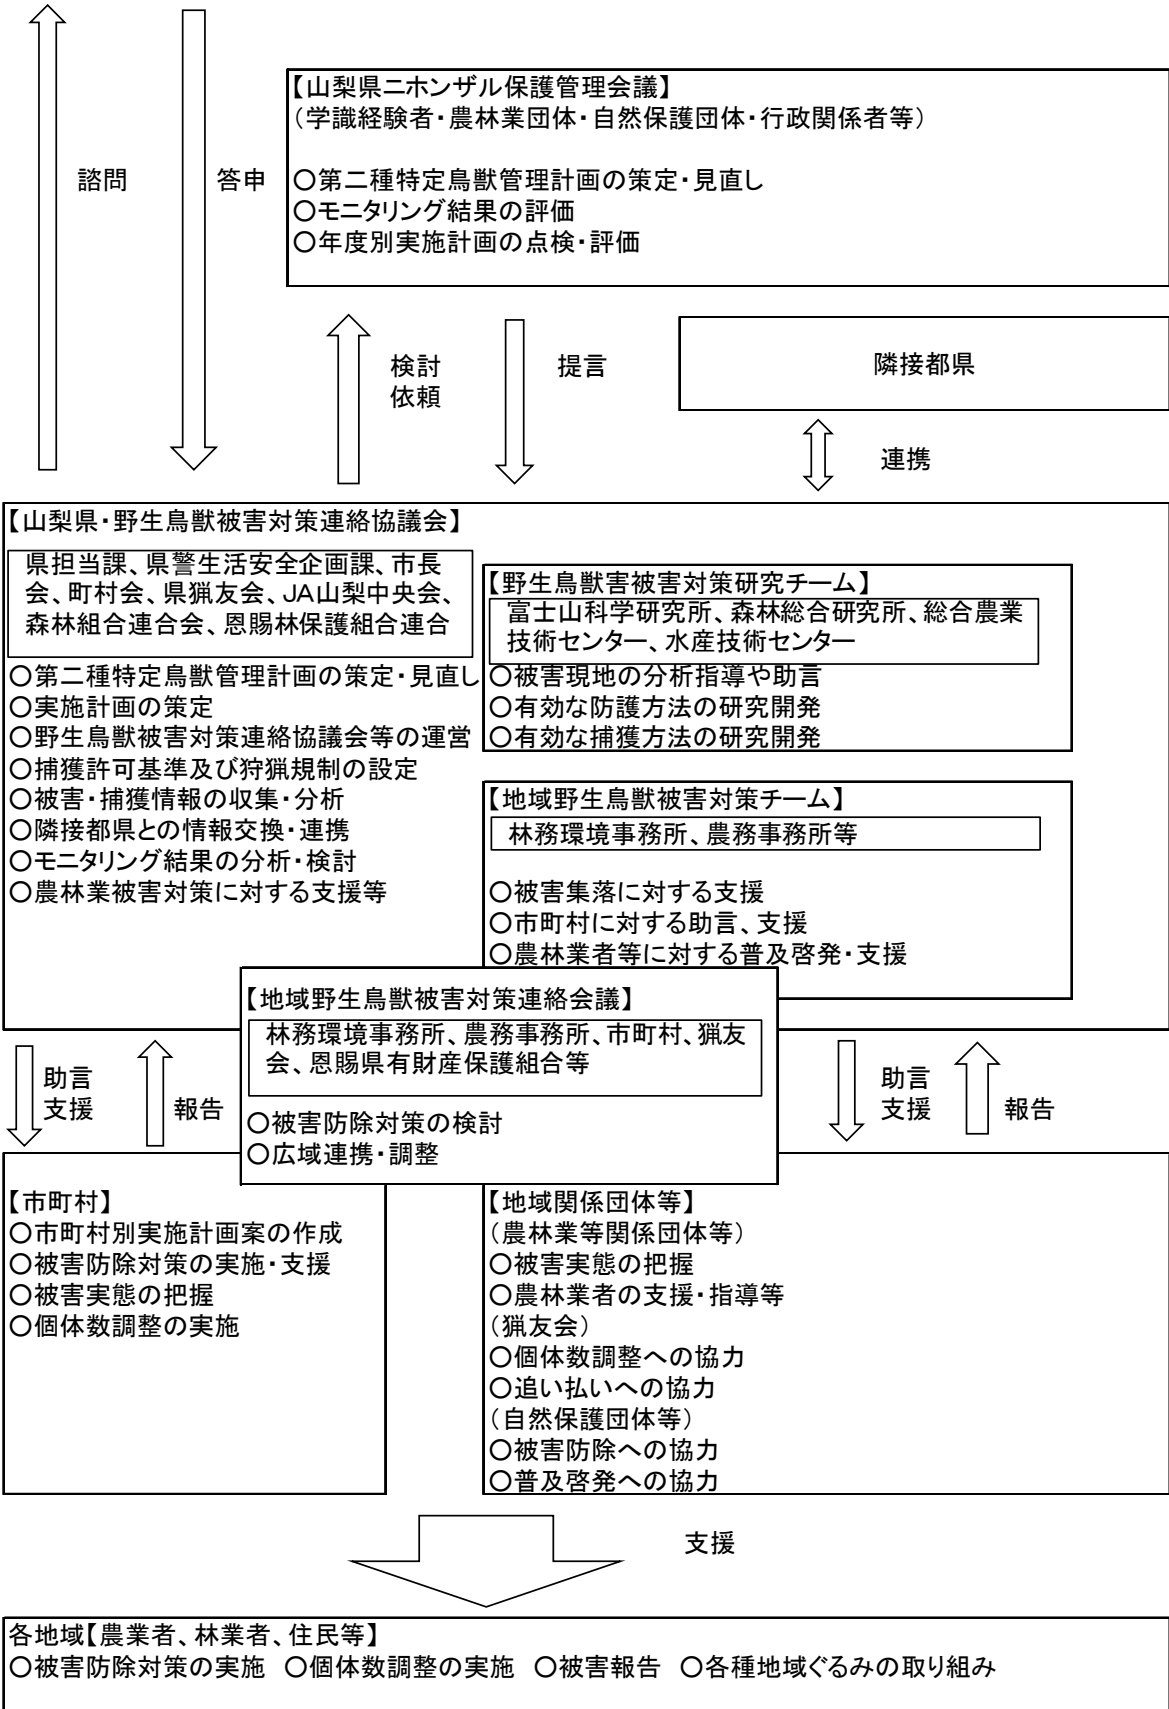 【山梨県ニホンザル保護管理会議】
（学識経験者・農林業団体・自然保護団体・行政関係者等）
諮問
答申
○第二種特定鳥獣管理計画の策定・見直し
○モニタリング結果の評価
○年度別実施計画の点検・評価
検討
依頼
提言
隣接都県
連携
【山梨県・野生鳥獣被害対策連絡協議会】
県担当課、県警生活安全企画課、市長
会、町村会、県猟友会、JA山梨中央会、
森林組合連合会、恩賜林保護組合連合
○第二種特定鳥獣管理計画の策定・見直し
○実施計画の策定
○野生鳥獣被害対策連絡協議会等の運営
○捕獲許可基準及び狩猟規制の設定
○被害・捕獲情報の収集・分析
○隣接都県との情報交換・連携
○モニタリング結果の分析・検討
○農林業被害対策に対する支援等
【野生鳥獣害被害対策研究チーム】
富士山科学研究所、森林総合研究所、総合農業
技術センター、水産技術センター
○被害現地の分析指導や助言
○有効な防護方法の研究開発
○有効な捕獲方法の研究開発
【地域野生鳥獣被害対策チーム】
林務環境事務所、農務事務所等
○被害集落に対する支援
○市町村に対する助言、支援
○農林業者等に対する普及啓発・支援
【地域野生鳥獣被害対策連絡会議】
林務環境事務所、農務事務所、市町村、猟友
会、恩賜県有財産保護組合等
○被害防除対策の検討
○広域連携・調整
助言
支援
報告
助言
支援
報告
【市町村】
○市町村別実施計画案の作成
○被害防除対策の実施・支援
○被害実態の把握
○個体数調整の実施
【地域関係団体等】
（農林業等関係団体等）
○被害実態の把握
○農林業者の支援・指導等
（猟友会）
○個体数調整への協力
○追い払いへの協力
（自然保護団体等）
○被害防除への協力
○普及啓発への協力
支援
各地域【農業者、林業者、住民等】
○被害防除対策の実施　○個体数調整の実施　○被害報告　○各種地域ぐるみの取り組み